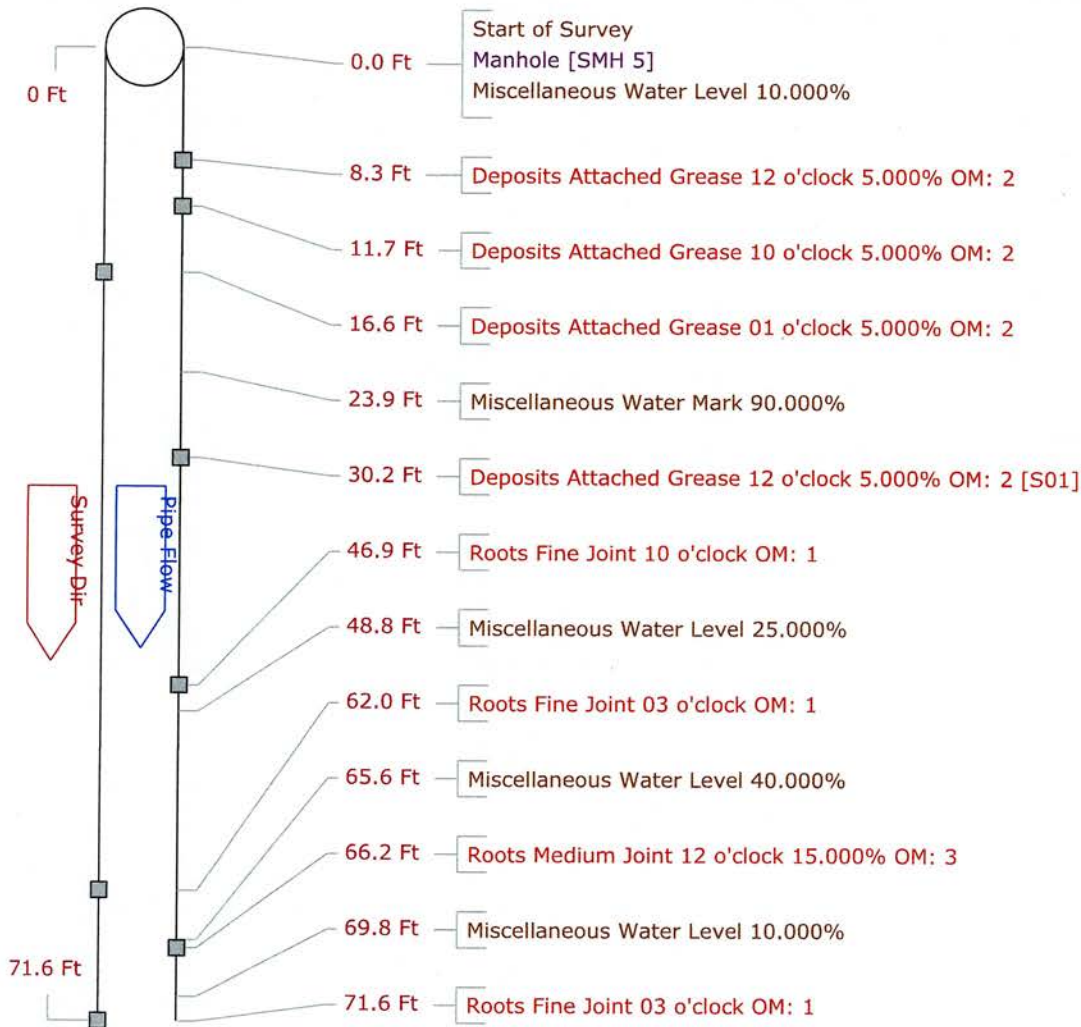 Start of Survey
0.0 Ft Manhole [SMH 5]
Miscellaneous Water Level 10.000%
0 Ft
8.3 Ft Deposits Attached Grease 12 o'clock 5.000% OM: 2
11.7 Ft Deposits Attached Grease 10 o'clock 5.000% OM: 2
16.6 Ft Deposits Attached Grease 01 o'clock 5.000% OM: 2
23.9 Ft Miscellaneous Water Mark 90.000%
30.2 Ft Deposits Attached Grease 12 o'clock 5.000% OM: 2 [S01]
Survey Dir
Pipe Flow
46.9 Ft Roots Fine Joint 10 o'clock OM: 1
48.8 Ft Miscellaneous Water Level 25.000%
62.0 Ft Roots Fine Joint 03 o'clock OM: 1
65.6 Ft Miscellaneous Water Level 40.000%
66.2 Ft Roots Medium Joint 12 o'clock 15.000% OM: 3
69.8 Ft Miscellaneous Water Level 10.000%
71.6 Ft
71.6 Ft Roots Fine Joint 03 o'clock OM: 1